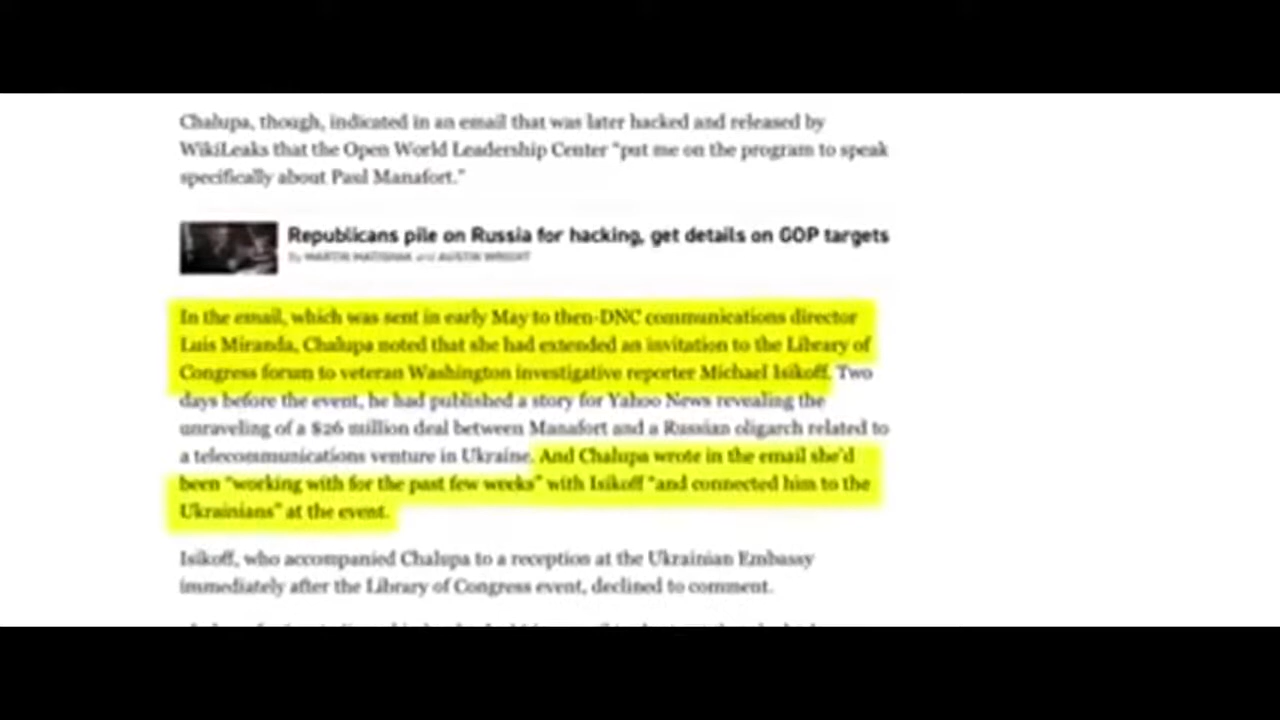 Chalupa, though, indicated in an email that was later hacked and released by
WikiLeaks that the Open World Leadership Center "put me on the program to speak
specifically about Paul Manafort."
Republicans pile on Russia for hacking, get details on GOP targets
By MARTIN MATISHAK and AUSTIN WRIGHT
In the email, which was sent in early May to then-DNC communications director
Luis Miranda, Chalupa noted that she had extended an invitation to the Library of
Congress forum to veteran Washington investigative reporter Michael Isikoff. Two
days before the event, he had published a story for Yahoo News revealing the
unraveling of a $26 million deal between Manafort and a Russian oligarch related to
a telecommunications venture in Ukraine. And Chalupa wrote in the email she'd
been "working with for the past few weeks" with Isikoff "and connected him to the
Ukrainians" at the event.
Isikoff, who accompanied Chalupa to a reception at the Ukrainian Embassy
immediately after the Library of Congress event, declined to comment.